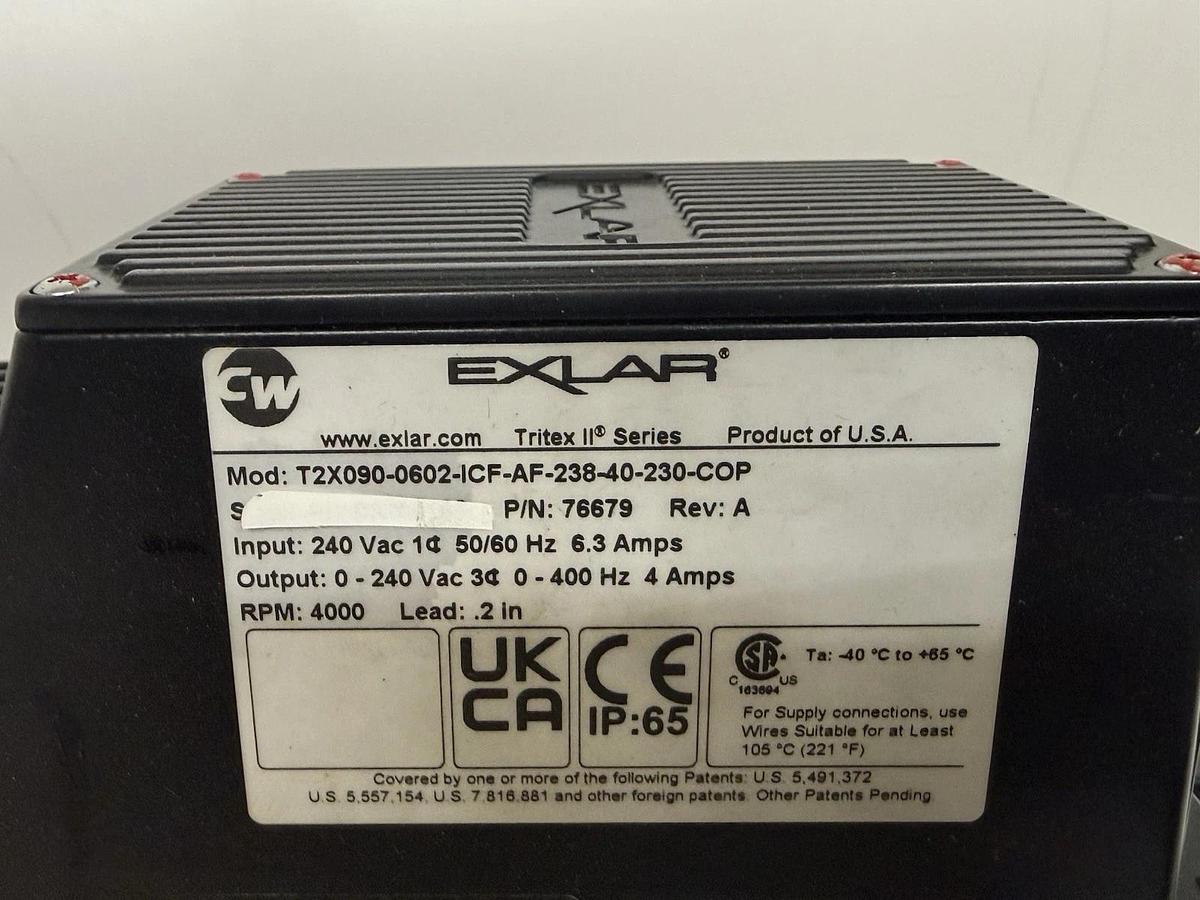 EXLAR
CW EXLAR®
www.exlar.com Tritex II® Series Product of U.S.A.
Mod: T2X090-0602-ICF-AF-238-40-230-COP
S P/N: 76679 Rev: A
Input: 240 Vac 1¢ 50/60 Hz 6.3 Amps
Output: 0 - 240 Vac 3¢ 0 - 400 Hz 4 Amps
RPM: 4000 Lead: .2 in
UK
CA
CE
IP:65
SA
C US
163694
Ta: -40 °C to +65 °C
For Supply connections, use
Wires Suitable for at Least
105 °C (221 °F)
Covered by one or more of the following Patents: U.S. 5,491,372
U.S. 5,557,154, U.S. 7,816,881 and other foreign patents. Other Patents Pending